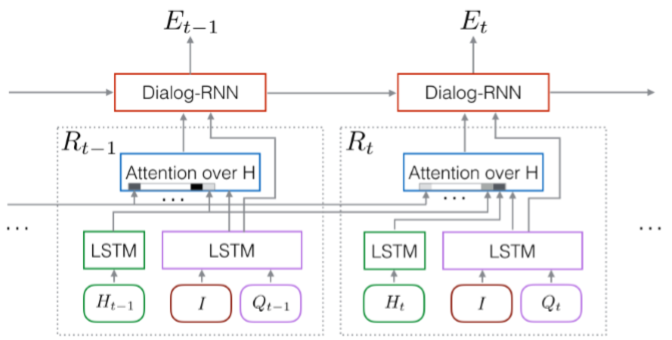 E_{t-1} E_t
Dialog-RNN Dialog-RNN
R_{t-1} R_t
Attention over H Attention over H
... ...
... ...
LSTM LSTM LSTM LSTM
H_{t-1} I Q_{t-1} H_t I Q_t